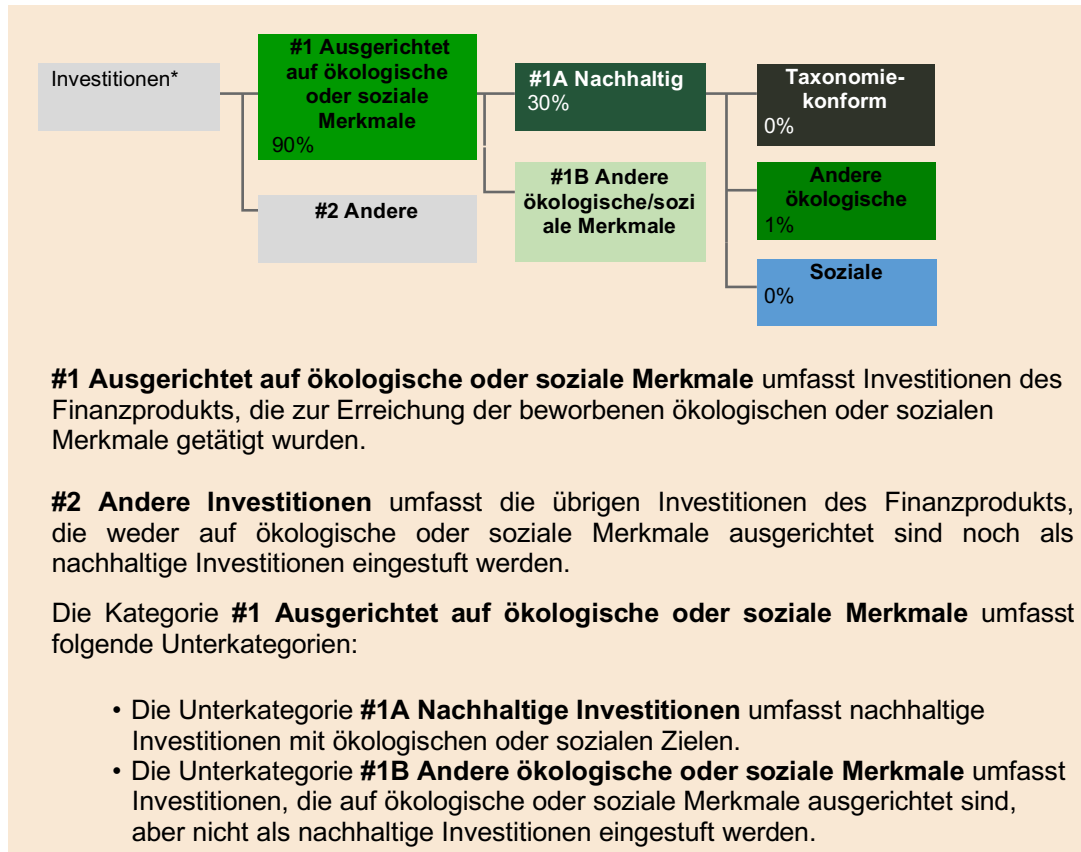 Investitionen*
#1 Ausgerichtet
auf ökologische
oder soziale
Merkmale
90%
#2 Andere
#1A Nachhaltig
30%
#1B Andere
ökologische/sozi
ale Merkmale
Taxonomie-
konform
0%
Andere
ökologische
1%
Soziale
0%
#1 Ausgerichtet auf ökologische oder soziale Merkmale umfasst Investitionen des
Finanzprodukts, die zur Erreichung der beworbenen ökologischen oder sozialen
Merkmale getätigt wurden.
#2 Andere Investitionen umfasst die übrigen Investitionen des Finanzprodukts,
die weder auf ökologische oder soziale Merkmale ausgerichtet sind noch als
nachhaltige Investitionen eingestuft werden.
Die Kategorie #1 Ausgerichtet auf ökologische oder soziale Merkmale umfasst
folgende Unterkategorien:
• Die Unterkategorie #1A Nachhaltige Investitionen umfasst nachhaltige
Investitionen mit ökologischen oder sozialen Zielen.
• Die Unterkategorie #1B Andere ökologische oder soziale Merkmale umfasst
Investitionen, die auf ökologische oder soziale Merkmale ausgerichtet sind,
aber nicht als nachhaltige Investitionen eingestuft werden.